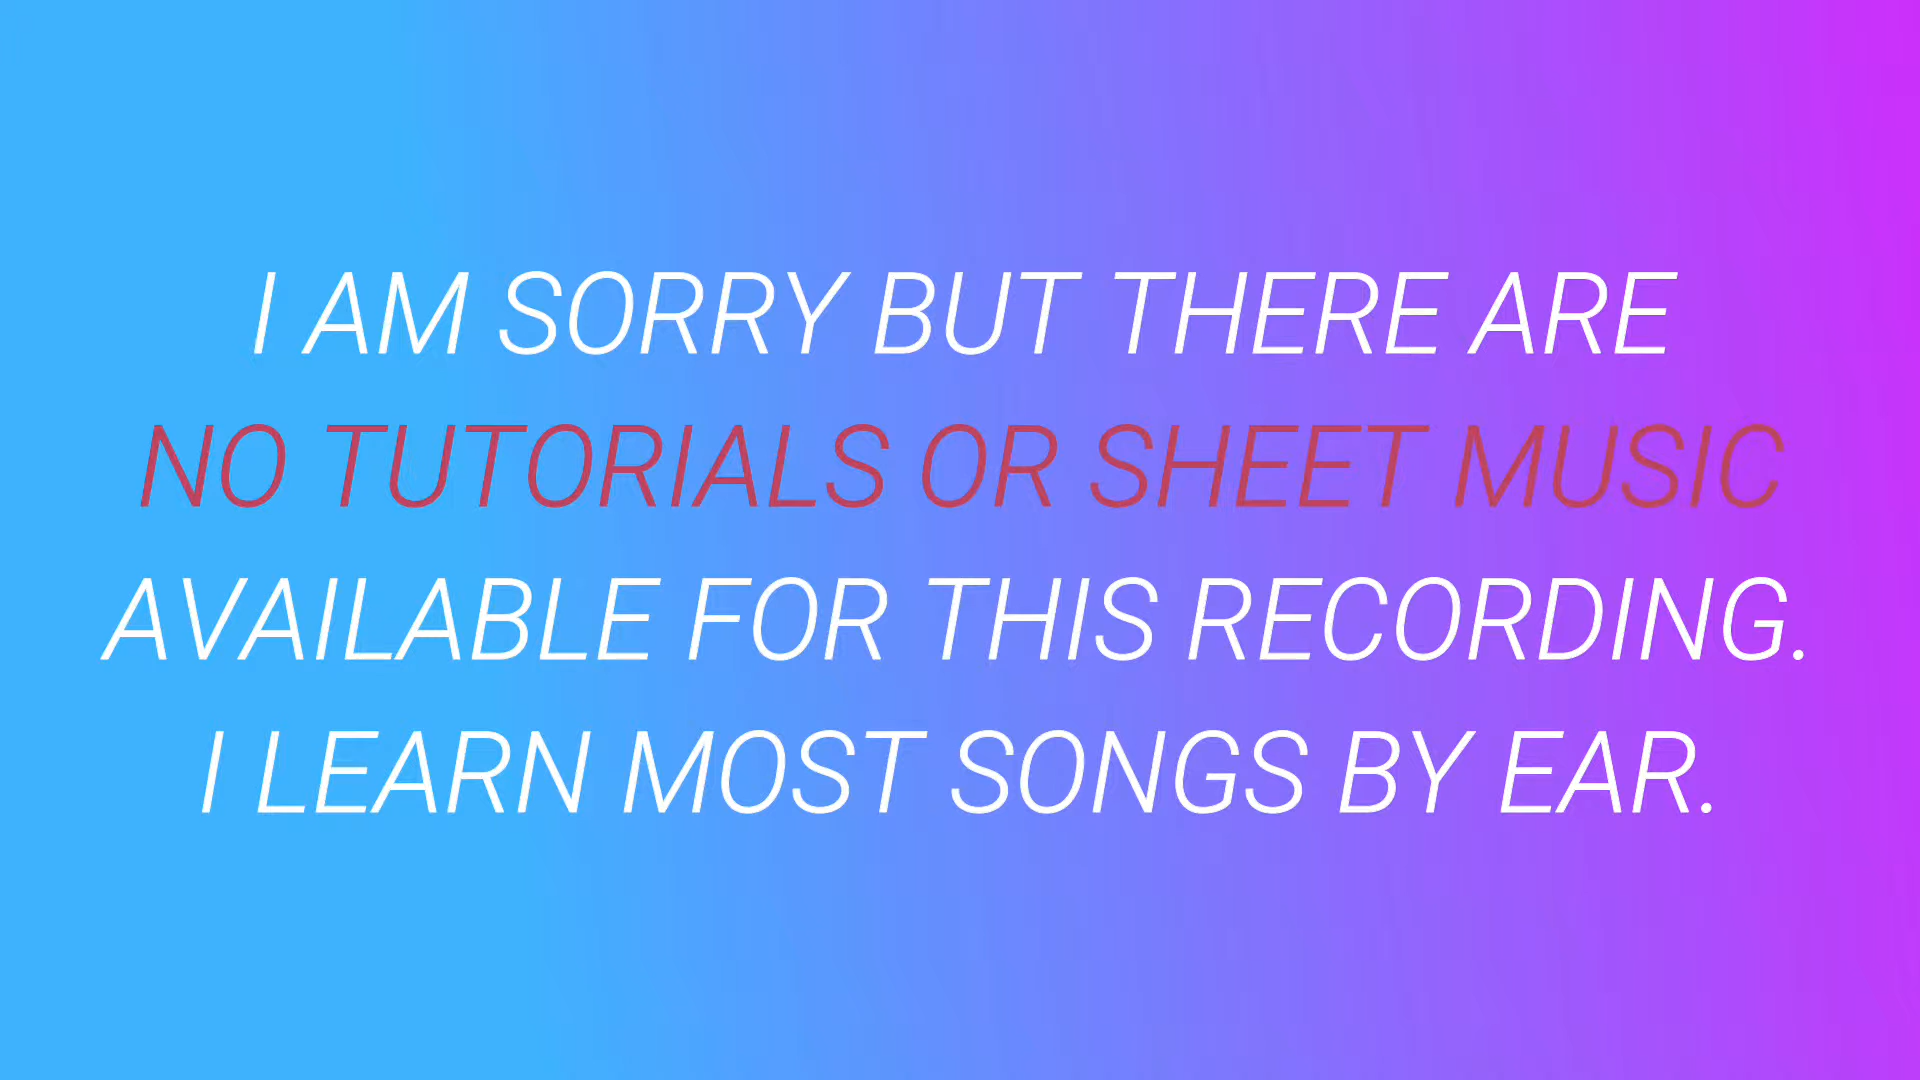 I AM SORRY BUT THERE ARE
NO TUTORIALS OR SHEET MUSIC
AVAILABLE FOR THIS RECORDING.
I LEARN MOST SONGS BY EAR.